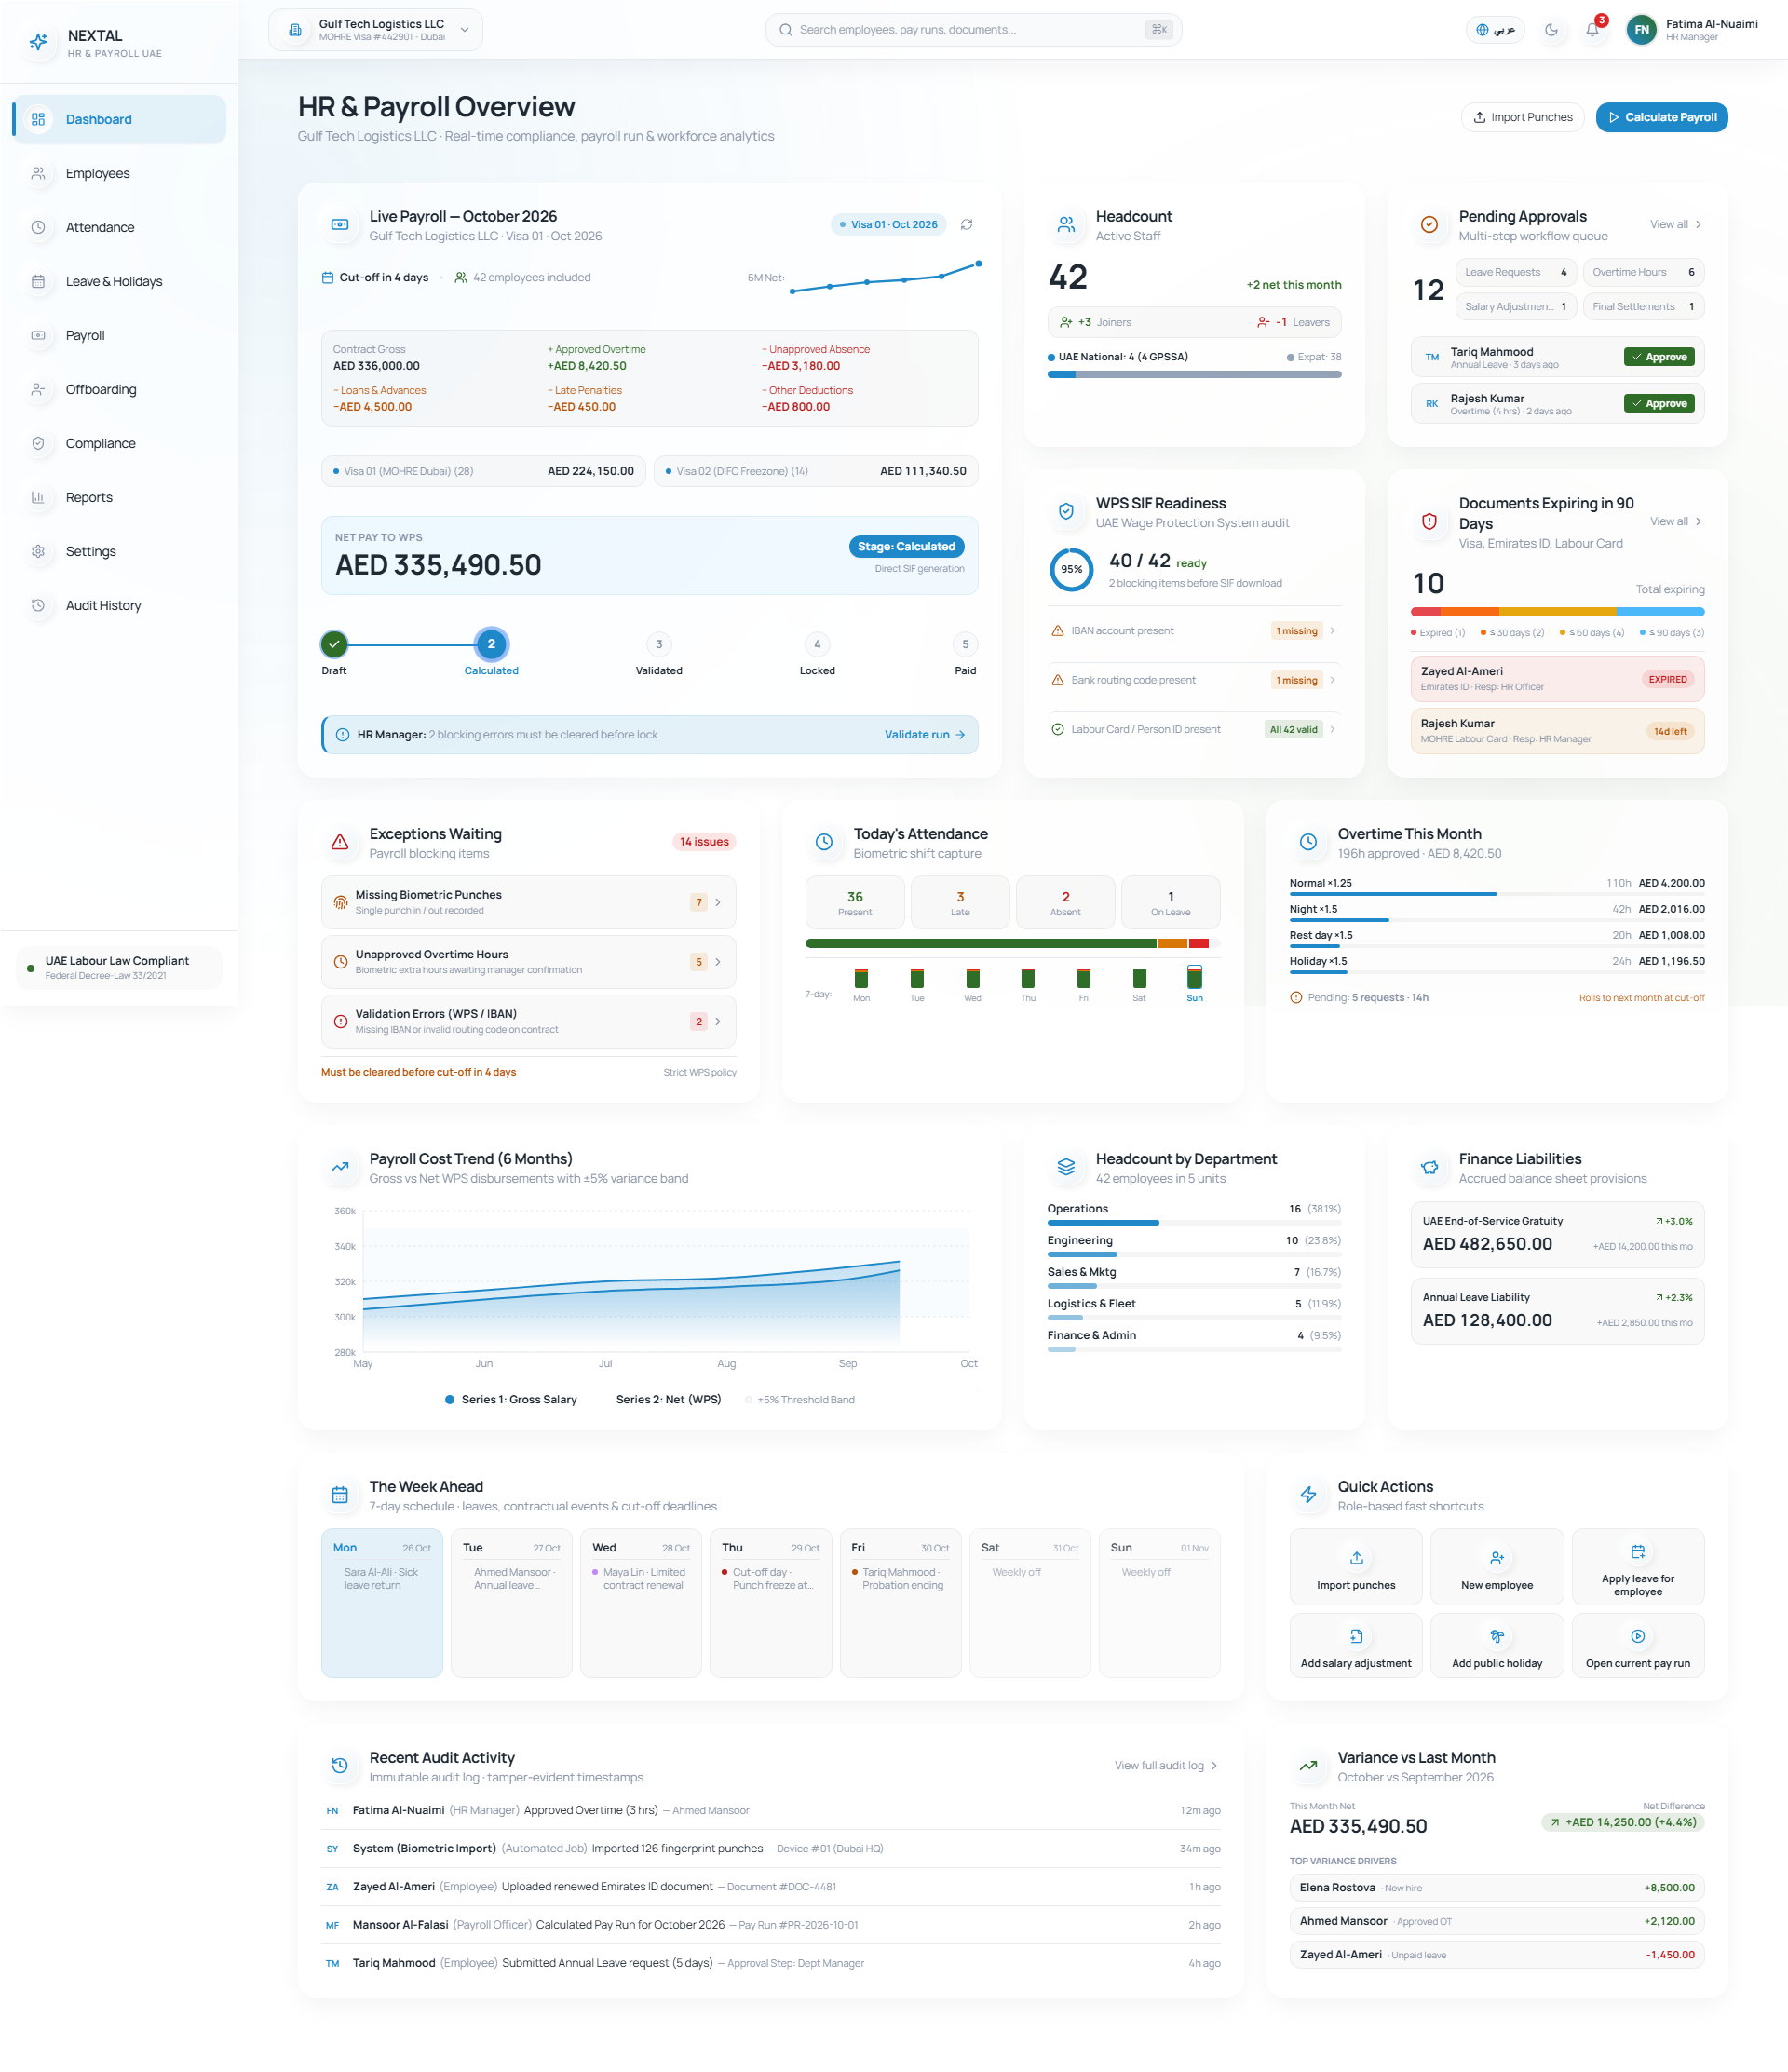 NEXTAL
HR & PAYROLL UAE
Dashboard
Employees
Attendance
Leave & Holidays
Payroll
Offboarding
Compliance
Reports
Settings
Audit History
UAE Labour Law Compliant
Federal Decree-Law 33/2021
Gulf Tech Logistics LLC
MOHRE Visa #442901 - Dubai
Search employees, pay runs, documents...
⌘K
عربي
3
FN
Fatima Al-Nuaimi
HR Manager
HR & Payroll Overview
Gulf Tech Logistics LLC · Real-time compliance, payroll run & workforce analytics
Import Punches
Calculate Payroll
Live Payroll — October 2026
Gulf Tech Logistics LLC · Visa 01 · Oct 2026
Visa 01 · Oct 2026
Cut-off in 4 days
42 employees included
6M Net:
Contract Gross
AED 336,000.00
+ Approved Overtime
+AED 8,420.50
− Unapproved Absence
−AED 3,180.00
− Loans & Advances
−AED 4,500.00
− Late Penalties
−AED 450.00
− Other Deductions
−AED 800.00
Visa 01 (MOHRE Dubai) (28)
AED 224,150.00
Visa 02 (DIFC Freezone) (14)
AED 111,340.50
NET PAY TO WPS
AED 335,490.50
Stage: Calculated
Direct SIF generation
2
3
4
5
Draft
Calculated
Validated
Locked
Paid
HR Manager: 2 blocking errors must be cleared before lock
Validate run
Headcount
Active Staff
42
+2 net this month
+3 Joiners
-1 Leavers
UAE National: 4 (4 GPSSA)
Expat: 38
Pending Approvals
Multi-step workflow queue
View all
12
Leave Requests 4
Overtime Hours 6
Salary Adjustmen... 1
Final Settlements 1
TM
Tariq Mahmood
Annual Leave · 3 days ago
Approve
RK
Rajesh Kumar
Overtime (4 hrs) · 2 days ago
Approve
WPS SIF Readiness
UAE Wage Protection System audit
95%
40 / 42 ready
2 blocking items before SIF download
IBAN account present
1 missing
Bank routing code present
1 missing
Labour Card / Person ID present
All 42 valid
Documents Expiring in 90
Days
Visa, Emirates ID, Labour Card
View all
10
Total expiring
Expired (1)
≤ 30 days (2)
≤ 60 days (4)
≤ 90 days (3)
Zayed Al-Ameri
Emirates ID · Resp: HR Officer
EXPIRED
Rajesh Kumar
MOHRE Labour Card · Resp: HR Manager
14d left
Exceptions Waiting
Payroll blocking items
14 issues
Missing Biometric Punches
Single punch in / out recorded
7
Unapproved Overtime Hours
Biometric extra hours awaiting manager confirmation
5
Validation Errors (WPS / IBAN)
Missing IBAN or invalid routing code on contract
2
Must be cleared before cut-off in 4 days
Strict WPS policy
Today's Attendance
Biometric shift capture
36
Present
3
Late
2
Absent
1
On Leave
7-day:
Mon
Tue
Wed
Thu
Fri
Sat
Sun
Overtime This Month
196h approved · AED 8,420.50
Normal ×1.25
110h AED 4,200.00
Night ×1.5
42h AED 2,016.00
Rest day ×1.5
20h AED 1,008.00
Holiday ×1.5
24h AED 1,196.50
Pending: 5 requests · 14h
Rolls to next month at cut-off
Payroll Cost Trend (6 Months)
Gross vs Net WPS disbursements with ±5% variance band
360k
340k
320k
300k
280k
May
Jun
Jul
Aug
Sep
Oct
Series 1: Gross Salary
Series 2: Net (WPS)
±5% Threshold Band
Headcount by Department
42 employees in 5 units
Operations
16 (38.1%)
Engineering
10 (23.8%)
Sales & Mktg
7 (16.7%)
Logistics & Fleet
5 (11.9%)
Finance & Admin
4 (9.5%)
Finance Liabilities
Accrued balance sheet provisions
UAE End-of-Service Gratuity
+3.0%
AED 482,650.00
+AED 14,200.00 this mo
Annual Leave Liability
+2.3%
AED 128,400.00
+AED 2,850.00 this mo
The Week Ahead
7-day schedule · leaves, contractual events & cut-off deadlines
Mon 26 Oct
Sara Al-Ali · Sick
leave return
Tue 27 Oct
Ahmed Mansoor ·
Annual leave...
Wed 28 Oct
Maya Lin · Limited
contract renewal
Thu 29 Oct
Cut-off day ·
Punch freeze at...
Fri 30 Oct
Tariq Mahmood ·
Probation ending
Sat 31 Oct
Weekly off
Sun 01 Nov
Weekly off
Quick Actions
Role-based fast shortcuts
Import punches
New employee
Apply leave for
employee
Add salary adjustment
Add public holiday
Open current pay run
Recent Audit Activity
Immutable audit log · tamper-evident timestamps
View full audit log
FN Fatima Al-Nuaimi (HR Manager) Approved Overtime (3 hrs) — Ahmed Mansoor 12m ago
SY System (Biometric Import) (Automated Job) Imported 126 fingerprint punches — Device #01 (Dubai HQ) 34m ago
ZA Zayed Al-Ameri (Employee) Uploaded renewed Emirates ID document — Document #DOC-4481 1h ago
MF Mansoor Al-Falasi (Payroll Officer) Calculated Pay Run for October 2026 — Pay Run #PR-2026-10-01 2h ago
TM Tariq Mahmood (Employee) Submitted Annual Leave request (5 days) — Approval Step: Dept Manager 4h ago
Variance vs Last Month
October vs September 2026
This Month Net
AED 335,490.50
Net Difference
+AED 14,250.00 (+4.4%)
TOP VARIANCE DRIVERS
Elena Rostova · New hire
+8,500.00
Ahmed Mansoor · Approved OT
+2,120.00
Zayed Al-Ameri · Unpaid leave
-1,450.00